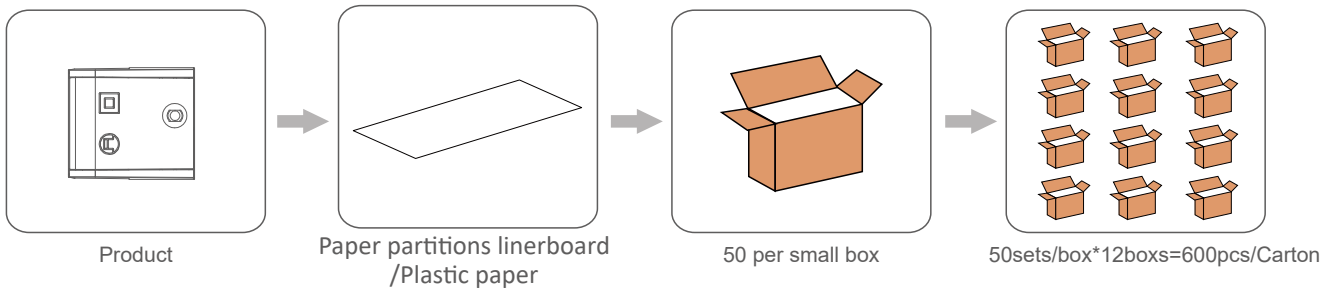 Product
Paper partitions linerboard
/Plastic paper
50 per small box
50sets/box*12boxs=600pcs/Carton